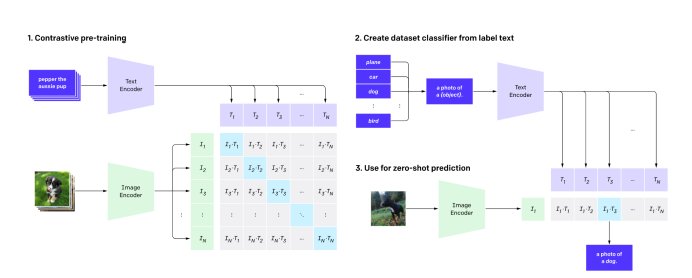 1. Contrastive pre-training
pepper the
aussie pup
Text
Encoder
...
T1 T2 T3 ... TN
I1 I1·T1 I1·T2 I1·T3 ... I1·TN
I2 I2·T1 I2·T2 I2·T3 ... I2·TN
I3 I3·T1 I3·T2 I3·T3 ... I3·TN
⋮ ⋮ ⋮ ⋮ ⋱ ⋮
IN IN·T1 IN·T2 IN·T3 ... IN·TN
Image
Encoder
2. Create dataset classifier from label text
plane
car
dog
⋮
bird
a photo of
a {object}.
Text
Encoder
...
3. Use for zero-shot prediction
T1 T2 T3 ... TN
Image
Encoder
I1 I1·T1 I1·T2 I1·T3 ... I1·TN
a photo of
a dog.